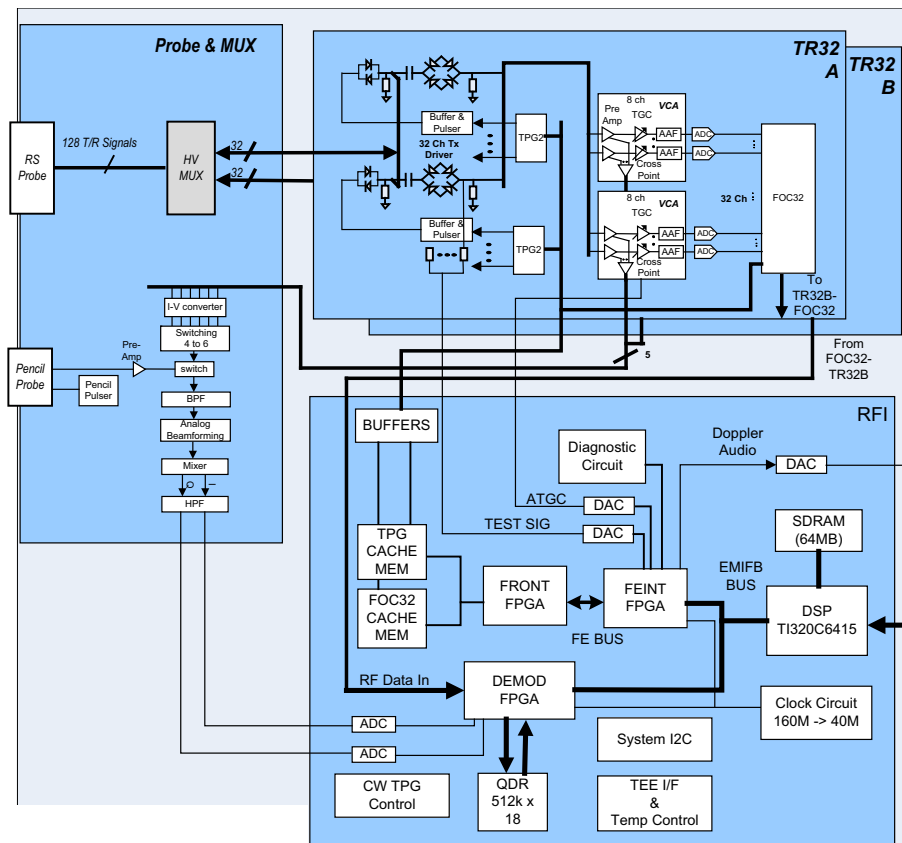 Probe & MUX
TR32
A
TR32
B
RS
Probe
128 T/R Signals
HV
MUX
32
32
Buffer &
Pulser
32 Ch Tx
Driver
TPG2
Buffer &
Pulser
TPG2
8 ch
TGC
VCA
Pre
Amp
AAF
ADC
AAF
ADC
Cross
Point
8 ch
TGC
VCA
AAF
ADC
AAF
ADC
Cross
Point
32 Ch
FOC32
To
TR32B-
FOC32
5
From
FOC32-
TR32B
I-V converter
Switching
4 to 6
Pre-
Amp
switch
Pencil
Probe
Pencil
Pulser
BPF
Analog
Beamforming
Mixer
Q
I
HPF
RFI
BUFFERS
Diagnostic
Circuit
Doppler
Audio
DAC
ATGC
DAC
TEST SIG
DAC
SDRAM
(64MB)
TPG
CACHE
MEM
FOC32
CACHE
MEM
FRONT
FPGA
FE BUS
FEINT
FPGA
EMIFB
BUS
DSP
TI320C6415
RF Data In
DEMOD
FPGA
Clock Circuit
160M -> 40M
ADC
ADC
System I2C
CW TPG
Control
QDR
512k x
18
TEE I/F
&
Temp Control